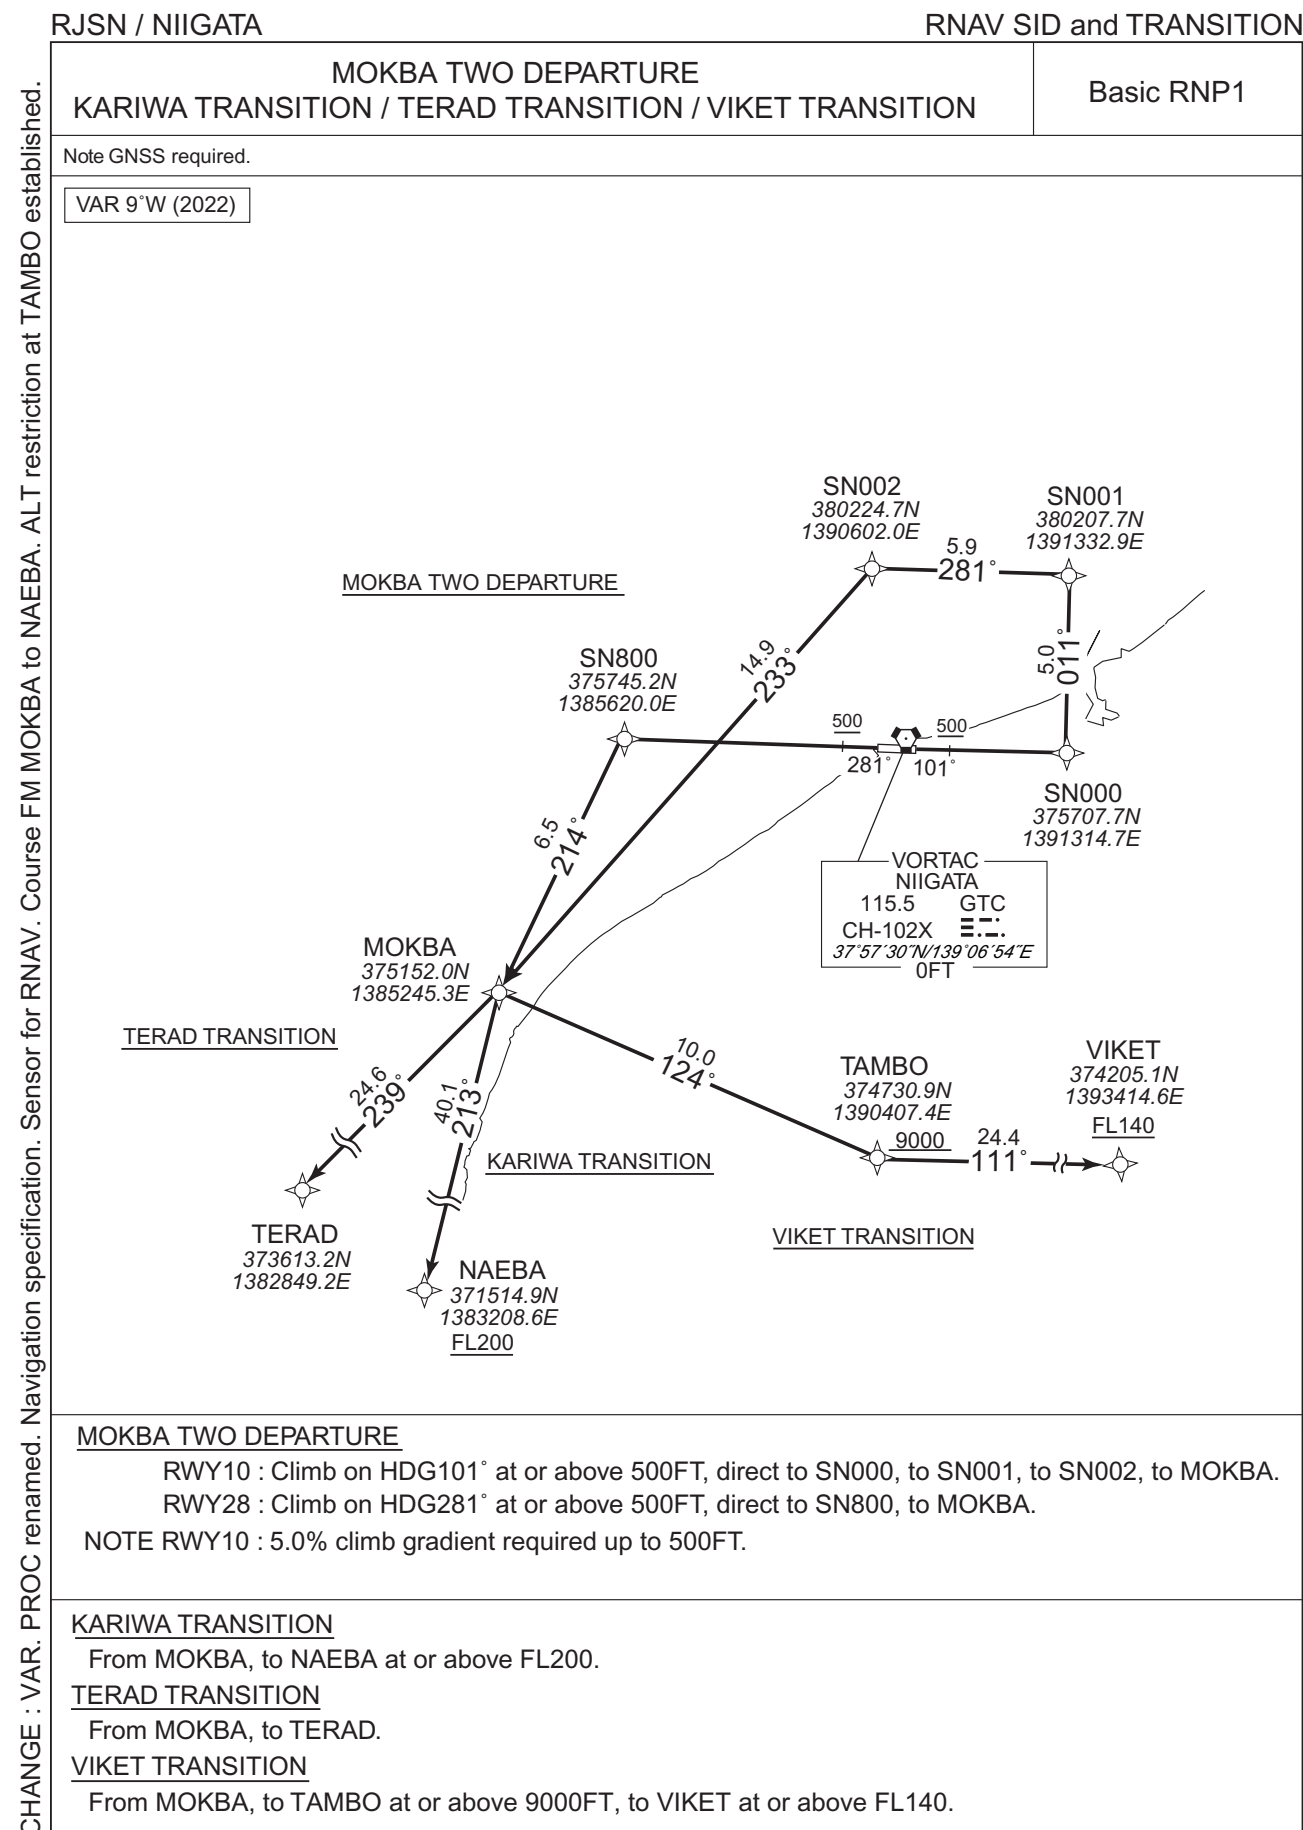 RJSN / NIIGATA
RNAV SID and TRANSITION
MOKBA TWO DEPARTURE
KARIWA TRANSITION / TERAD TRANSITION / VIKET TRANSITION
Basic RNP1
Note GNSS required.
VAR 9˚W (2022)
SN002
380224.7N
1390602.0E
SN001
380207.7N
1391332.9E
5.9
281˚
MOKBA TWO DEPARTURE
14.9
233˚
5.0
011˚
SN800
375745.2N
1385620.0E
500
500
281˚
101˚
SN000
375707.7N
1391314.7E
6.5
214˚
VORTAC
NIIGATA
115.5 GTC
CH-102X
37˚57´30˝N/139˚06´54˝E
0FT
MOKBA
375152.0N
1385245.3E
TERAD TRANSITION
24.6
239˚
40.1
213˚
10.0
124˚
TAMBO
374730.9N
1390407.4E
9000
VIKET
374205.1N
1393414.6E
FL140
24.4
111˚
KARIWA TRANSITION
VIKET TRANSITION
TERAD
373613.2N
1382849.2E
NAEBA
371514.9N
1383208.6E
FL200
MOKBA TWO DEPARTURE
RWY10 : Climb on HDG101˚ at or above 500FT, direct to SN000, to SN001, to SN002, to MOKBA.
RWY28 : Climb on HDG281˚ at or above 500FT, direct to SN800, to MOKBA.
NOTE RWY10 : 5.0% climb gradient required up to 500FT.
KARIWA TRANSITION
From MOKBA, to NAEBA at or above FL200.
TERAD TRANSITION
From MOKBA, to TERAD.
VIKET TRANSITION
From MOKBA, to TAMBO at or above 9000FT, to VIKET at or above FL140.
CHANGE : VAR. PROC renamed. Navigation specification. Sensor for RNAV. Course FM MOKBA to NAEBA. ALT restriction at TAMBO established.